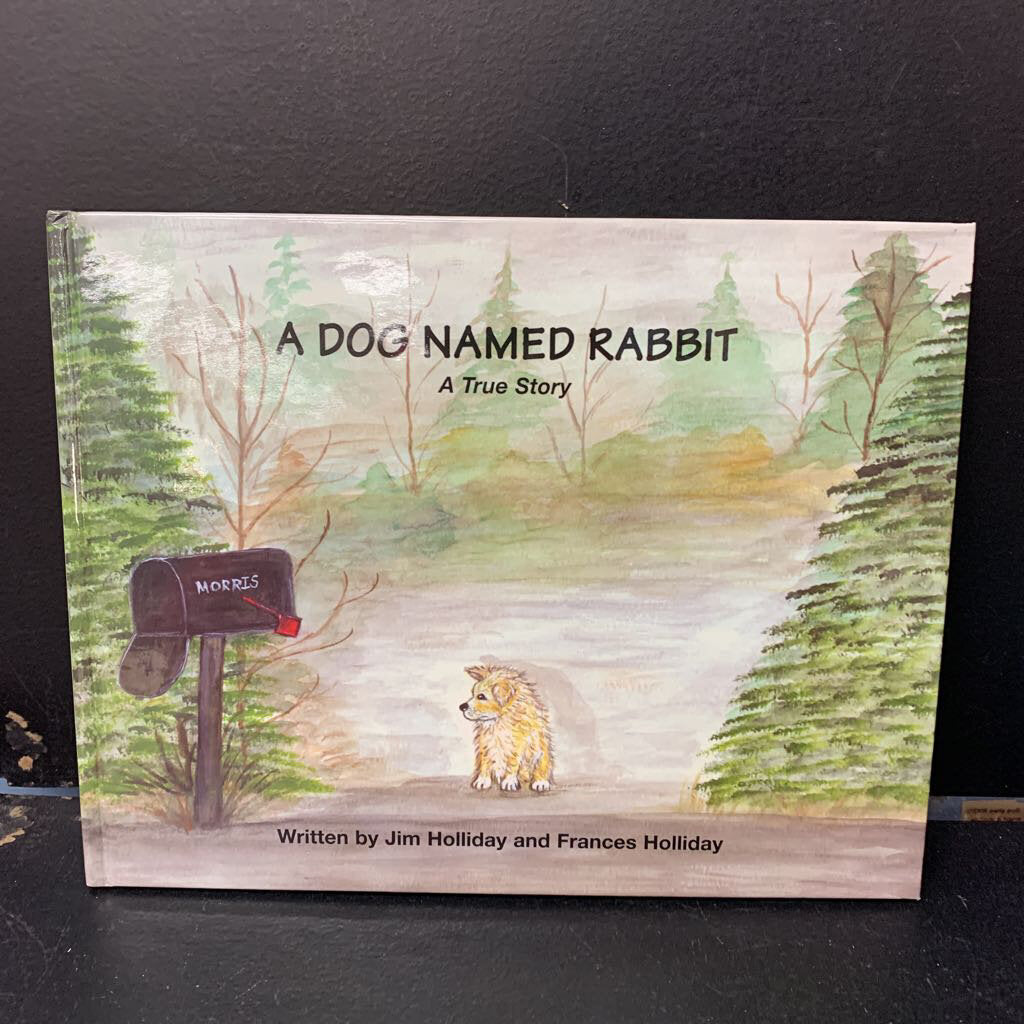 A DOG NAMED RABBIT
A True Story
MORRIS
Written by Jim Holliday and Frances Holliday